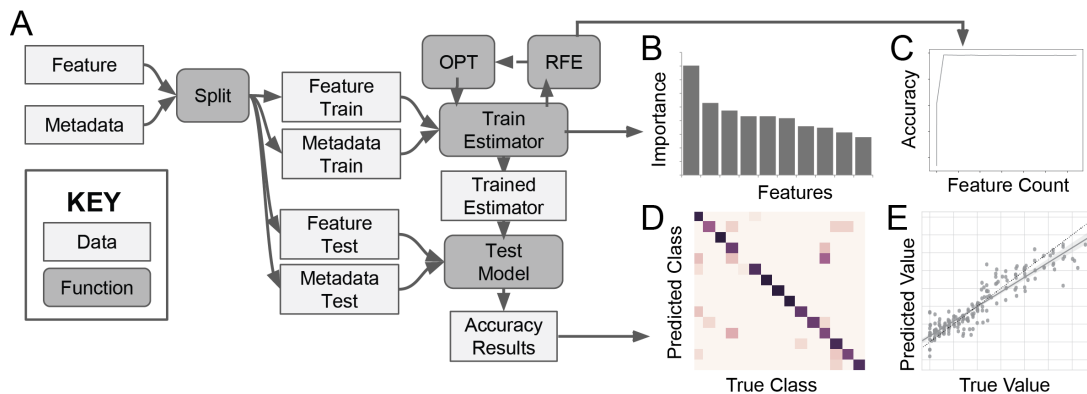 A
Feature
Metadata
Split
Feature
Train
Metadata
Train
Feature
Test
Metadata
Test
KEY
Data
Function
OPT
RFE
Train
Estimator
Trained
Estimator
Test
Model
Accuracy
Results
B
Importance
Features
C
Accuracy
Feature Count
D
Predicted Class
True Class
E
Predicted Value
True Value